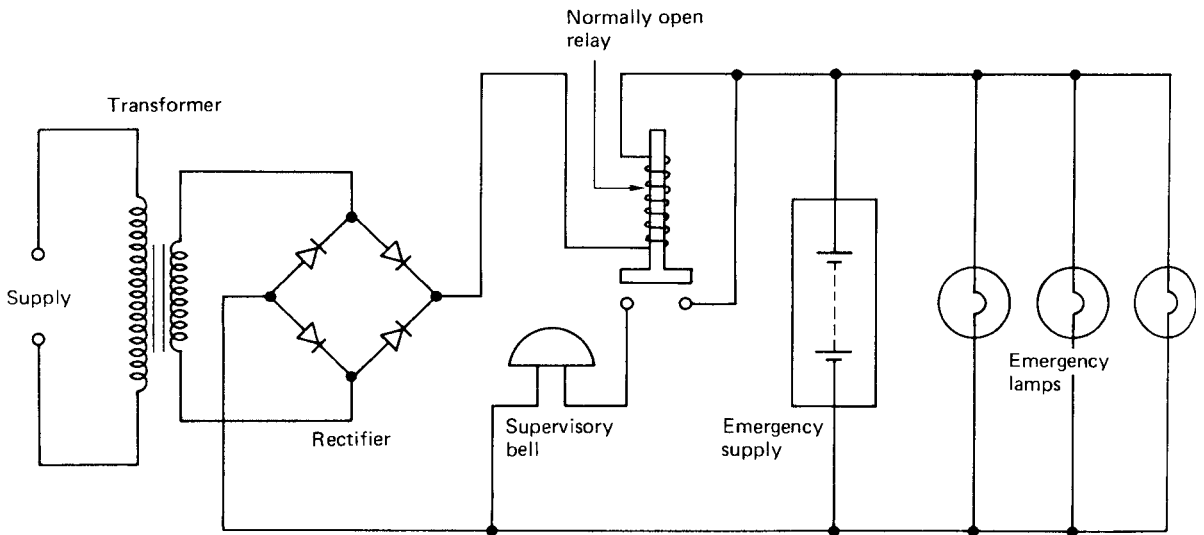 Normally open
relay
Transformer
Supply
Rectifier
Supervisory
bell
Emergency
supply
Emergency
lamps